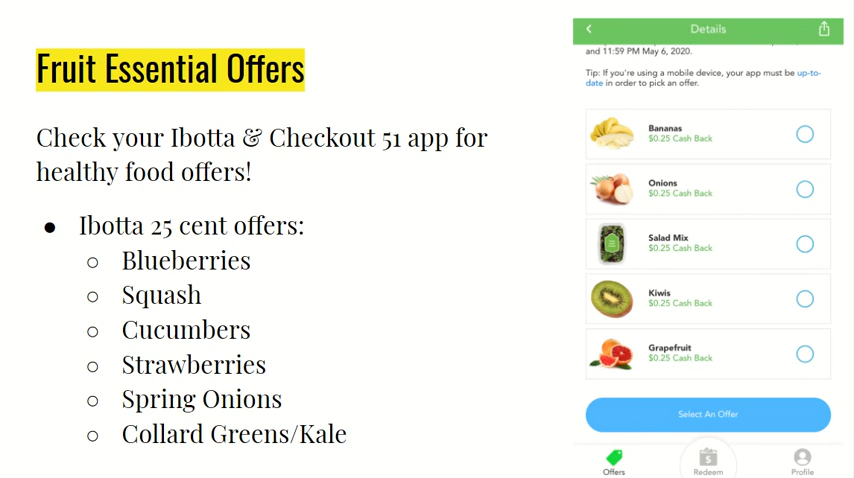 Fruit Essential Offers
Check your Ibotta & Checkout 51 app for
healthy food offers!
● Ibotta 25 cent offers:
○ Blueberries
○ Squash
○ Cucumbers
○ Strawberries
○ Spring Onions
○ Collard Greens/Kale
Details
and 11:59 PM May 6, 2020.
Tip: If you're using a mobile device, your app must be up-to-
date in order to pick an offer.
Bananas
$0.25 Cash Back
Onions
$0.25 Cash Back
Salad Mix
$0.25 Cash Back
Kiwis
$0.25 Cash Back
Grapefruit
$0.25 Cash Back
Select An Offer
Offers
Redeem
Profile